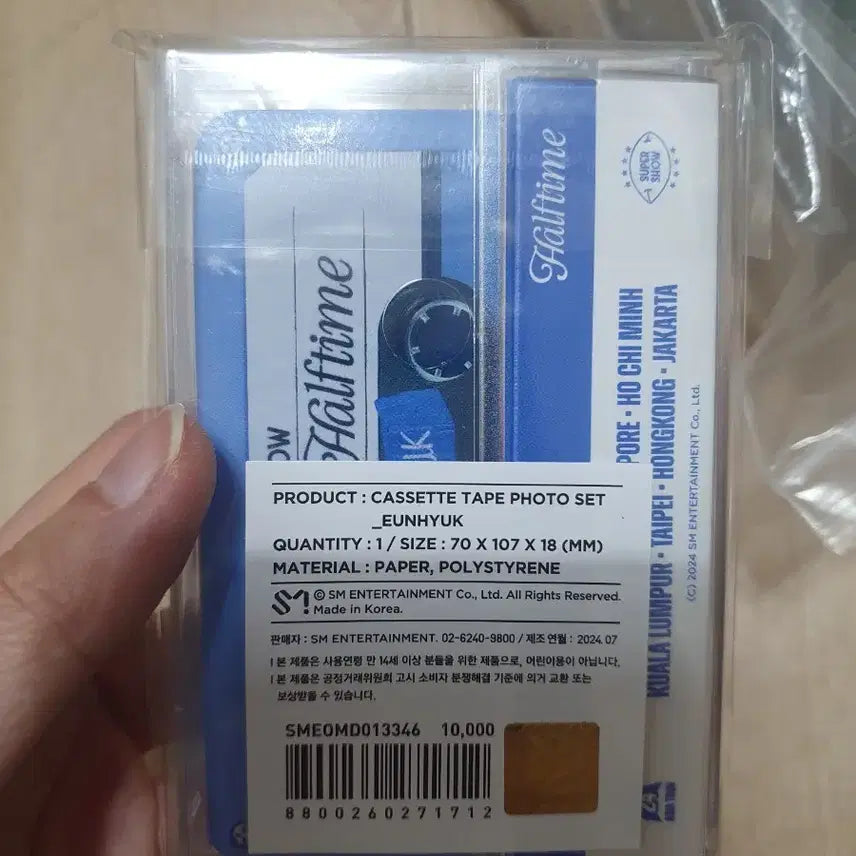 Halftime
SUPER
SHOW
Halftime
OW
PORE • HO CHI MINH
KUALA LUMPUR • TAIPEI • HONGKONG • JAKARTA
(C) 2024 SM ENTERTAINMENT Co., Ltd.
UK
PRODUCT : CASSETTE TAPE PHOTO SET
_EUNHYUK
QUANTITY : 1 / SIZE : 70 X 107 X 18 (MM)
MATERIAL : PAPER, POLYSTYRENE
SM! © SM ENTERTAINMENT Co., Ltd. All Rights Reserved.
Made in Korea.
판매자 : SM ENTERTAINMENT. 02-6240-9800 / 제조연월 : 2024.07
| 본 제품은 사용연령 만 14세 이상 분들을 위한 제품으로, 어린이용이 아닙니다.
| 본 제품은 공정거래위원회 고시 소비자 분쟁해결 기준에 의거 교환 또는
보상받을 수 있습니다.
SMEOMD013346 10,000
8800260271712